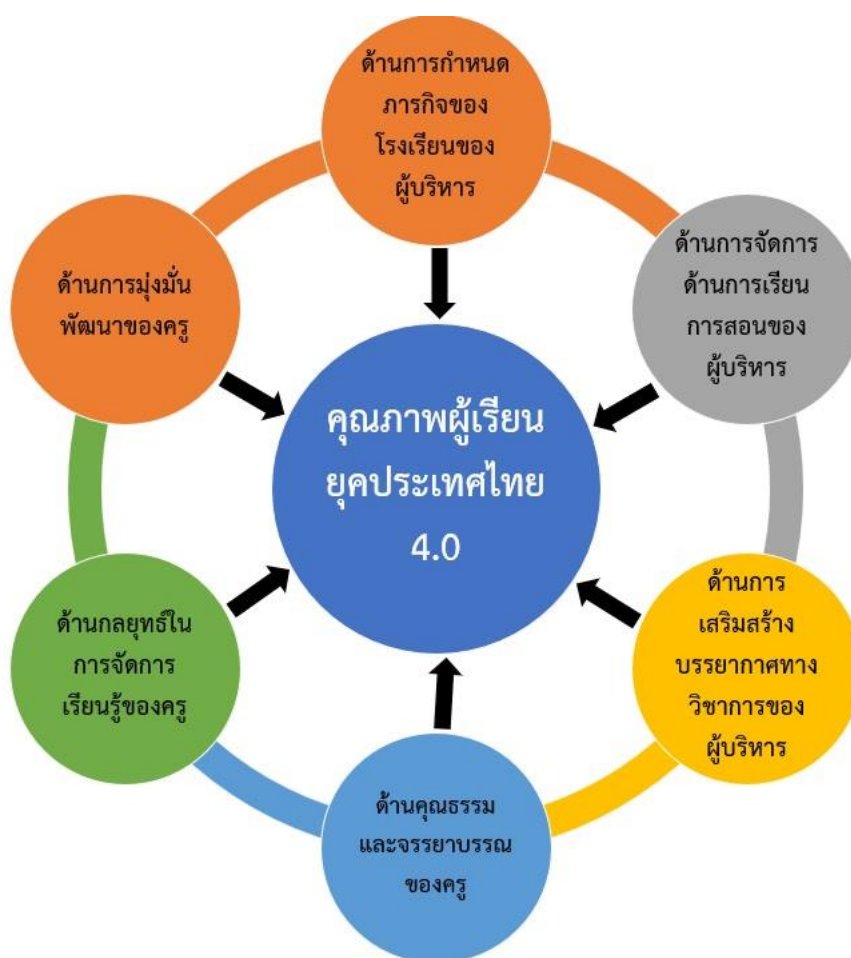 ด้านการกำหนด
ภารกิจของ
โรงเรียนของ
ผู้บริหาร
ด้านการจัดการ
ด้านการเรียน
การสอนของ
ผู้บริหาร
ด้านการ
เสริมสร้าง
บรรยากาศทาง
วิชาการของ
ผู้บริหาร
ด้านคุณธรรม
และจรรยาบรรณ
ของครู
ด้านกลยุทธ์ใน
การจัดการ
เรียนรู้ของครู
ด้านการมุ่งมั่น
พัฒนาของครู
คุณภาพผู้เรียน
ยุคประเทศไทย
4.0